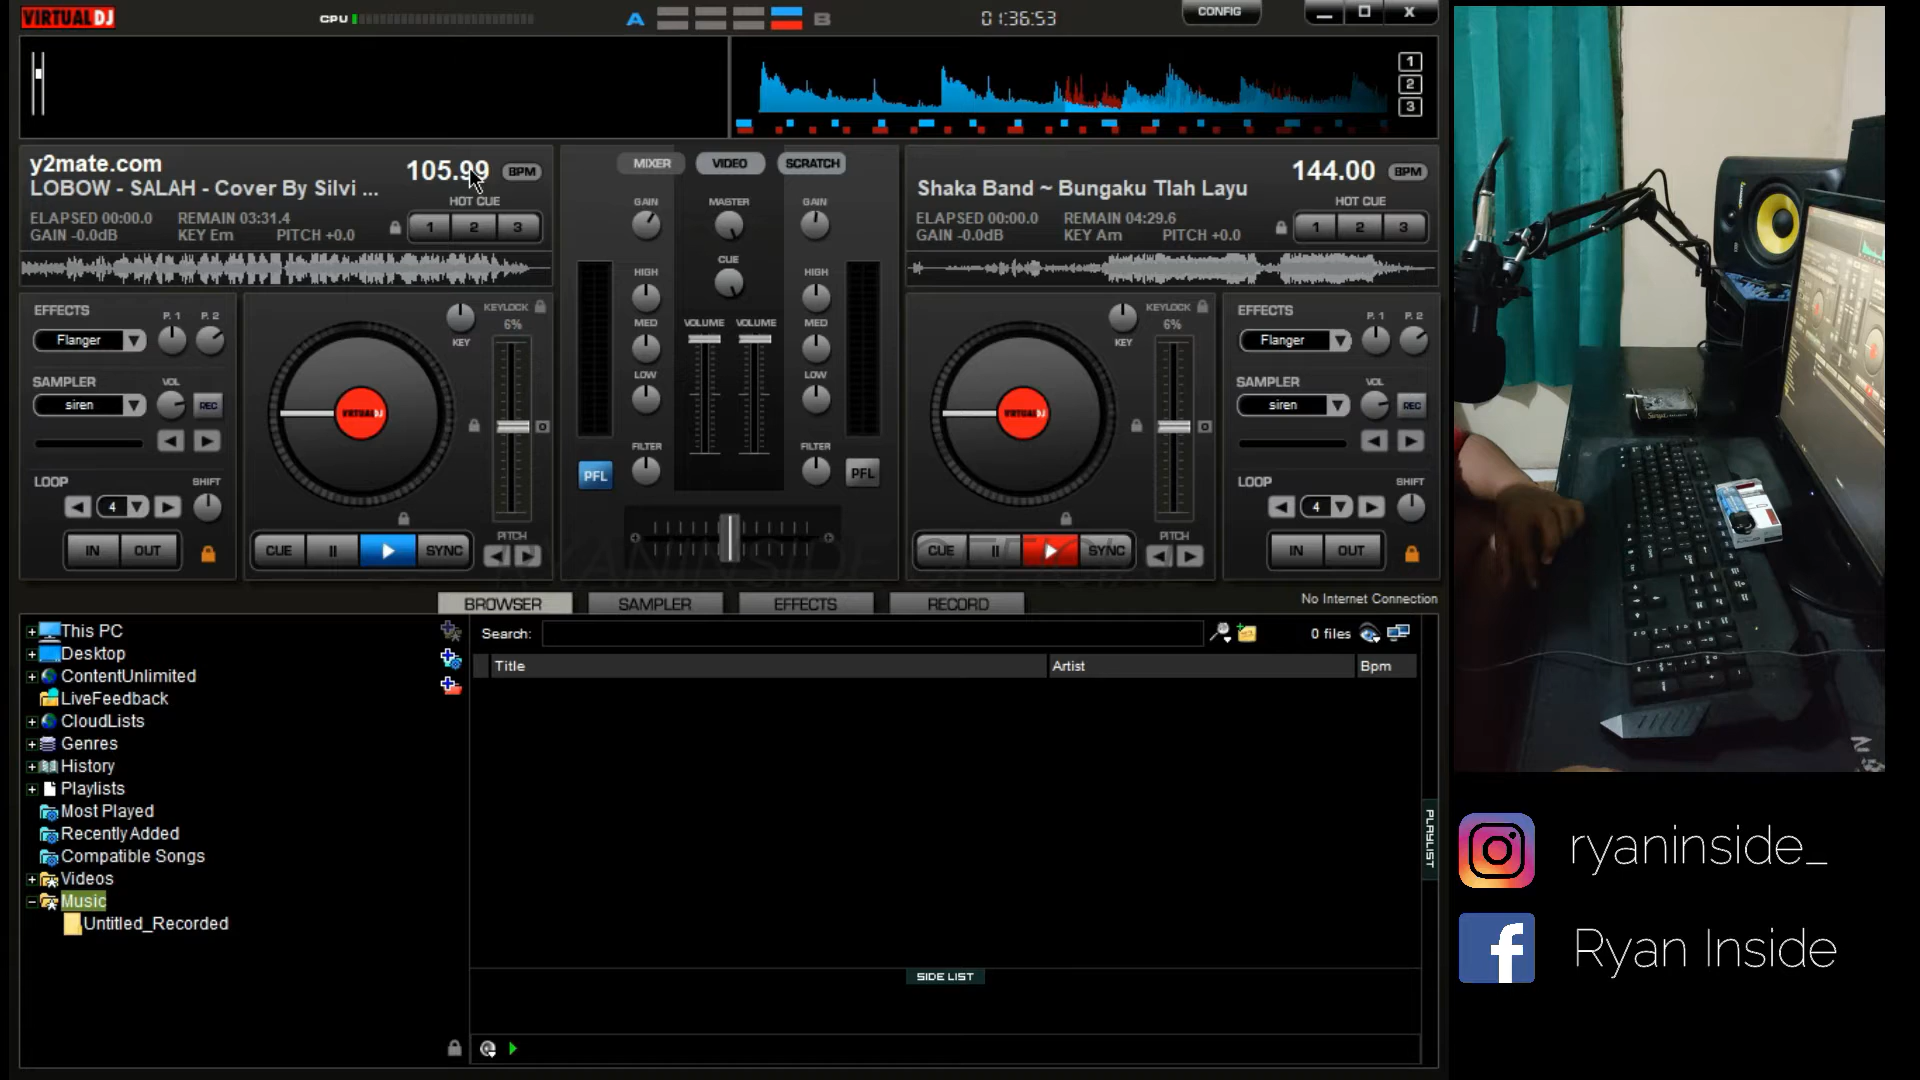 VIRTUAL DJ
CPU
A
B
01:36:53
CONFIG
X
1
2
3
y2mate.com
LOBOW - SALAH - Cover By Silvi ...
105.99
BPM
HOT CUE
ELAPSED 00:00.0
REMAIN 03:31.4
GAIN -0.0dB
KEY Em
PITCH +0.0
1
2
3
MIXER
VIDEO
SCRATCH
GAIN
MASTER
GAIN
CUE
HIGH
HIGH
MED
VOLUME
VOLUME
MED
LOW
LOW
FILTER
FILTER
PFL
PFL
Shaka Band ~ Bungaku Tlah Layu
144.00
BPM
HOT CUE
ELAPSED 00:00.0
REMAIN 04:29.6
GAIN -0.0dB
KEY Am
PITCH +0.0
1
2
3
EFFECTS
P. 1
P. 2
Flanger
SAMPLER
VOL
siren
REC
LOOP
SHIFT
4
IN
OUT
KEYLOCK
6%
KEY
VIRTUAL DJ
PITCH
CUE
SYNC
KEYLOCK
6%
KEY
VIRTUAL DJ
PITCH
CUE
SYNC
EFFECTS
P. 1
P. 2
Flanger
SAMPLER
VOL
siren
REC
LOOP
SHIFT
4
IN
OUT
BROWSER
SAMPLER
EFFECTS
RECORD
No Internet Connection
This PC
Desktop
ContentUnlimited
LiveFeedback
CloudLists
Genres
History
Playlists
Most Played
Recently Added
Compatible Songs
Videos
Music
Untitled_Recorded
Search:
0 files
Title
Artist
Bpm
PLAYLIST
SIDE LIST
ryaninside_
Ryan Inside